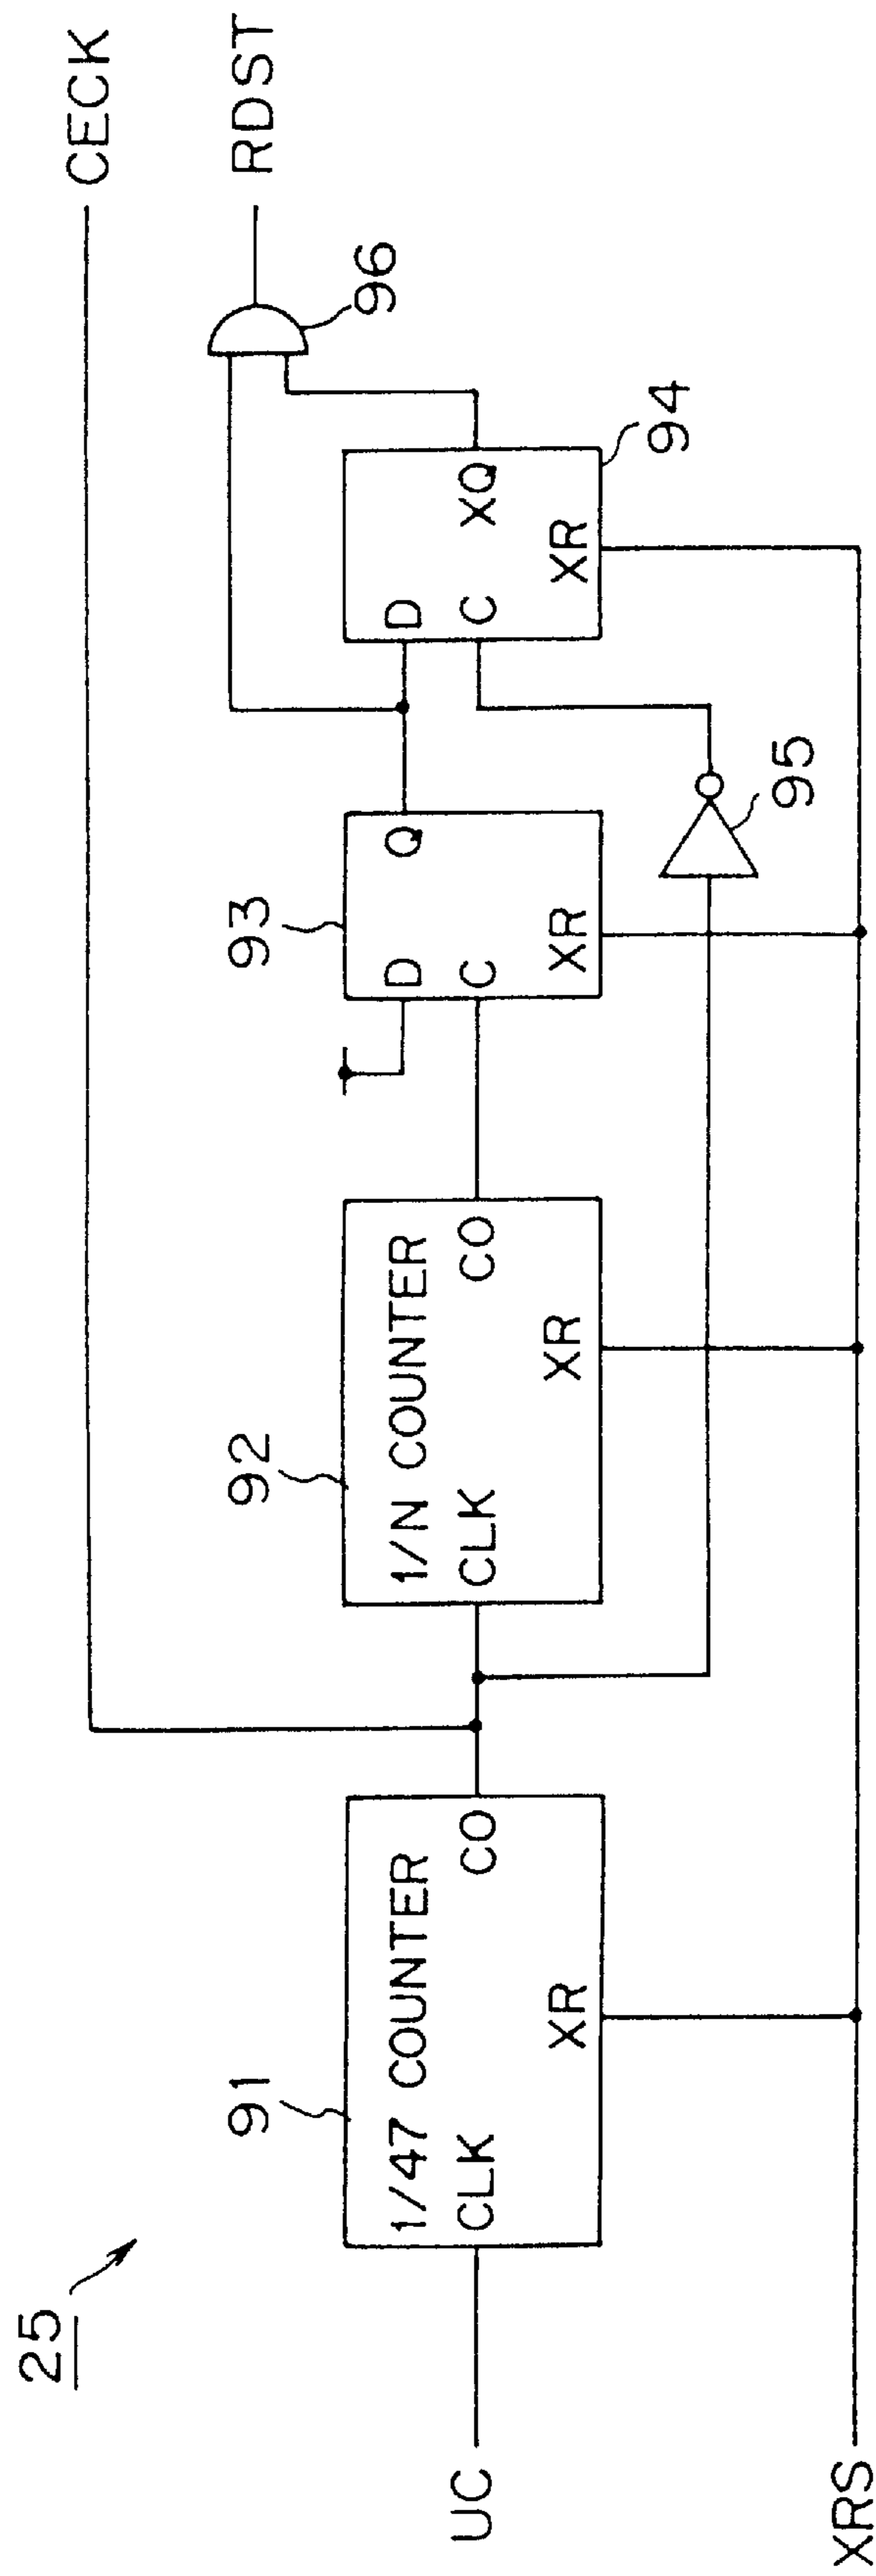 25
CECK
RDST
96
91
1/47 COUNTER
CLK
CO
XR
92
1/N COUNTER
CLK
CO
XR
93
D
Q
C
XR
94
D
C
XQ
XR
95
UC
XRS